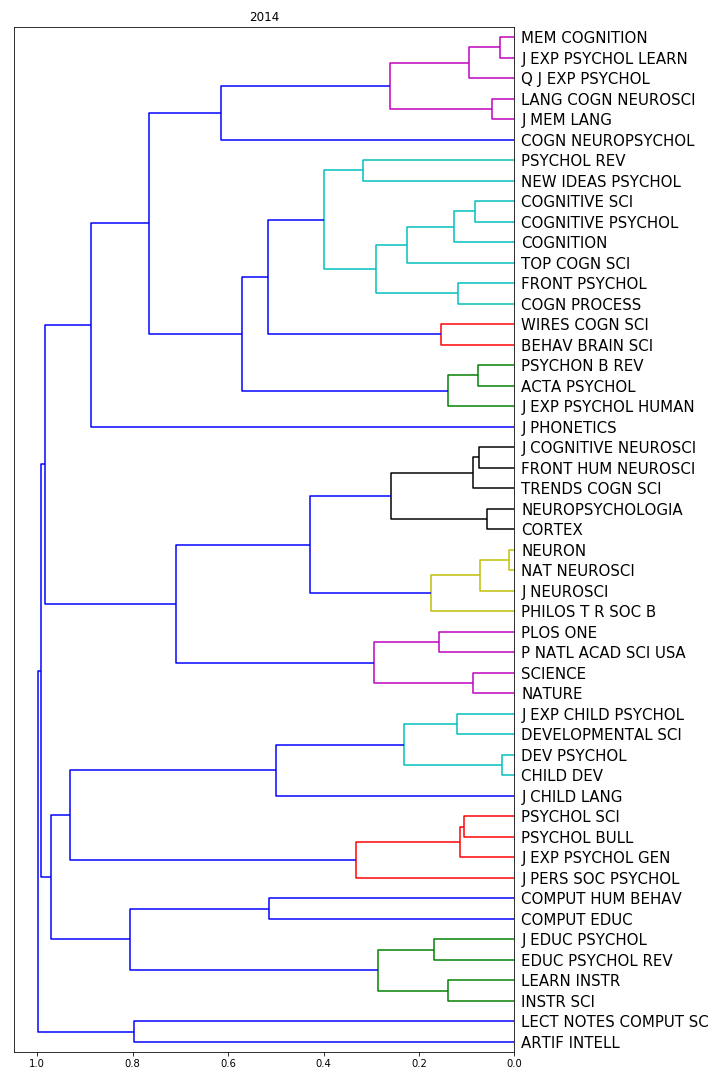 2014
MEM COGNITION
J EXP PSYCHOL LEARN
Q J EXP PSYCHOL
LANG COGN NEUROSCI
J MEM LANG
COGN NEUROPSYCHOL
PSYCHOL REV
NEW IDEAS PSYCHOL
COGNITIVE SCI
COGNITIVE PSYCHOL
COGNITION
TOP COGN SCI
FRONT PSYCHOL
COGN PROCESS
WIRES COGN SCI
BEHAV BRAIN SCI
PSYCHON B REV
ACTA PSYCHOL
J EXP PSYCHOL HUMAN
J PHONETICS
J COGNITIVE NEUROSCI
FRONT HUM NEUROSCI
TRENDS COGN SCI
NEUROPSYCHOLOGIA
CORTEX
NEURON
NAT NEUROSCI
J NEUROSCI
PHILOS T R SOC B
PLOS ONE
P NATL ACAD SCI USA
SCIENCE
NATURE
J EXP CHILD PSYCHOL
DEVELOPMENTAL SCI
DEV PSYCHOL
CHILD DEV
J CHILD LANG
PSYCHOL SCI
PSYCHOL BULL
J EXP PSYCHOL GEN
J PERS SOC PSYCHOL
COMPUT HUM BEHAV
COMPUT EDUC
J EDUC PSYCHOL
EDUC PSYCHOL REV
LEARN INSTR
INSTR SCI
LECT NOTES COMPUT SC
ARTIF INTELL
1.0 0.8 0.6 0.4 0.2 0.0